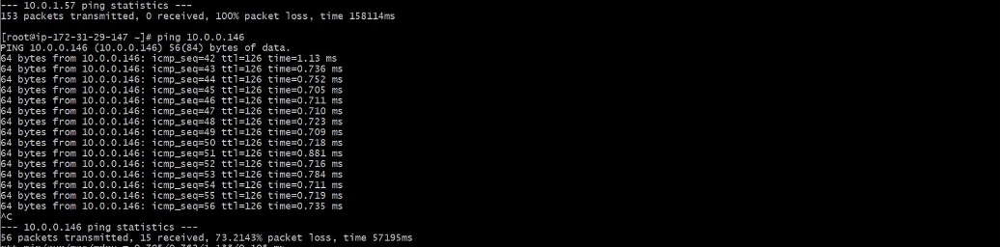 --- 10.0.1.57 ping statistics ---
153 packets transmitted, 0 received, 100% packet loss, time 158114ms
[root@ip-172-31-29-147 ~]# ping 10.0.0.146
PING 10.0.0.146 (10.0.0.146) 56(84) bytes of data.
64 bytes from 10.0.0.146: icmp_seq=42 ttl=126 time=1.13 ms
64 bytes from 10.0.0.146: icmp_seq=43 ttl=126 time=0.736 ms
64 bytes from 10.0.0.146: icmp_seq=44 ttl=126 time=0.752 ms
64 bytes from 10.0.0.146: icmp_seq=45 ttl=126 time=0.705 ms
64 bytes from 10.0.0.146: icmp_seq=46 ttl=126 time=0.711 ms
64 bytes from 10.0.0.146: icmp_seq=47 ttl=126 time=0.710 ms
64 bytes from 10.0.0.146: icmp_seq=48 ttl=126 time=0.723 ms
64 bytes from 10.0.0.146: icmp_seq=49 ttl=126 time=0.709 ms
64 bytes from 10.0.0.146: icmp_seq=50 ttl=126 time=0.718 ms
64 bytes from 10.0.0.146: icmp_seq=51 ttl=126 time=0.881 ms
64 bytes from 10.0.0.146: icmp_seq=52 ttl=126 time=0.716 ms
64 bytes from 10.0.0.146: icmp_seq=53 ttl=126 time=0.784 ms
64 bytes from 10.0.0.146: icmp_seq=54 ttl=126 time=0.711 ms
64 bytes from 10.0.0.146: icmp_seq=55 ttl=126 time=0.719 ms
64 bytes from 10.0.0.146: icmp_seq=56 ttl=126 time=0.735 ms
^C
--- 10.0.0.146 ping statistics ---
56 packets transmitted, 15 received, 73.2143% packet loss, time 57195ms